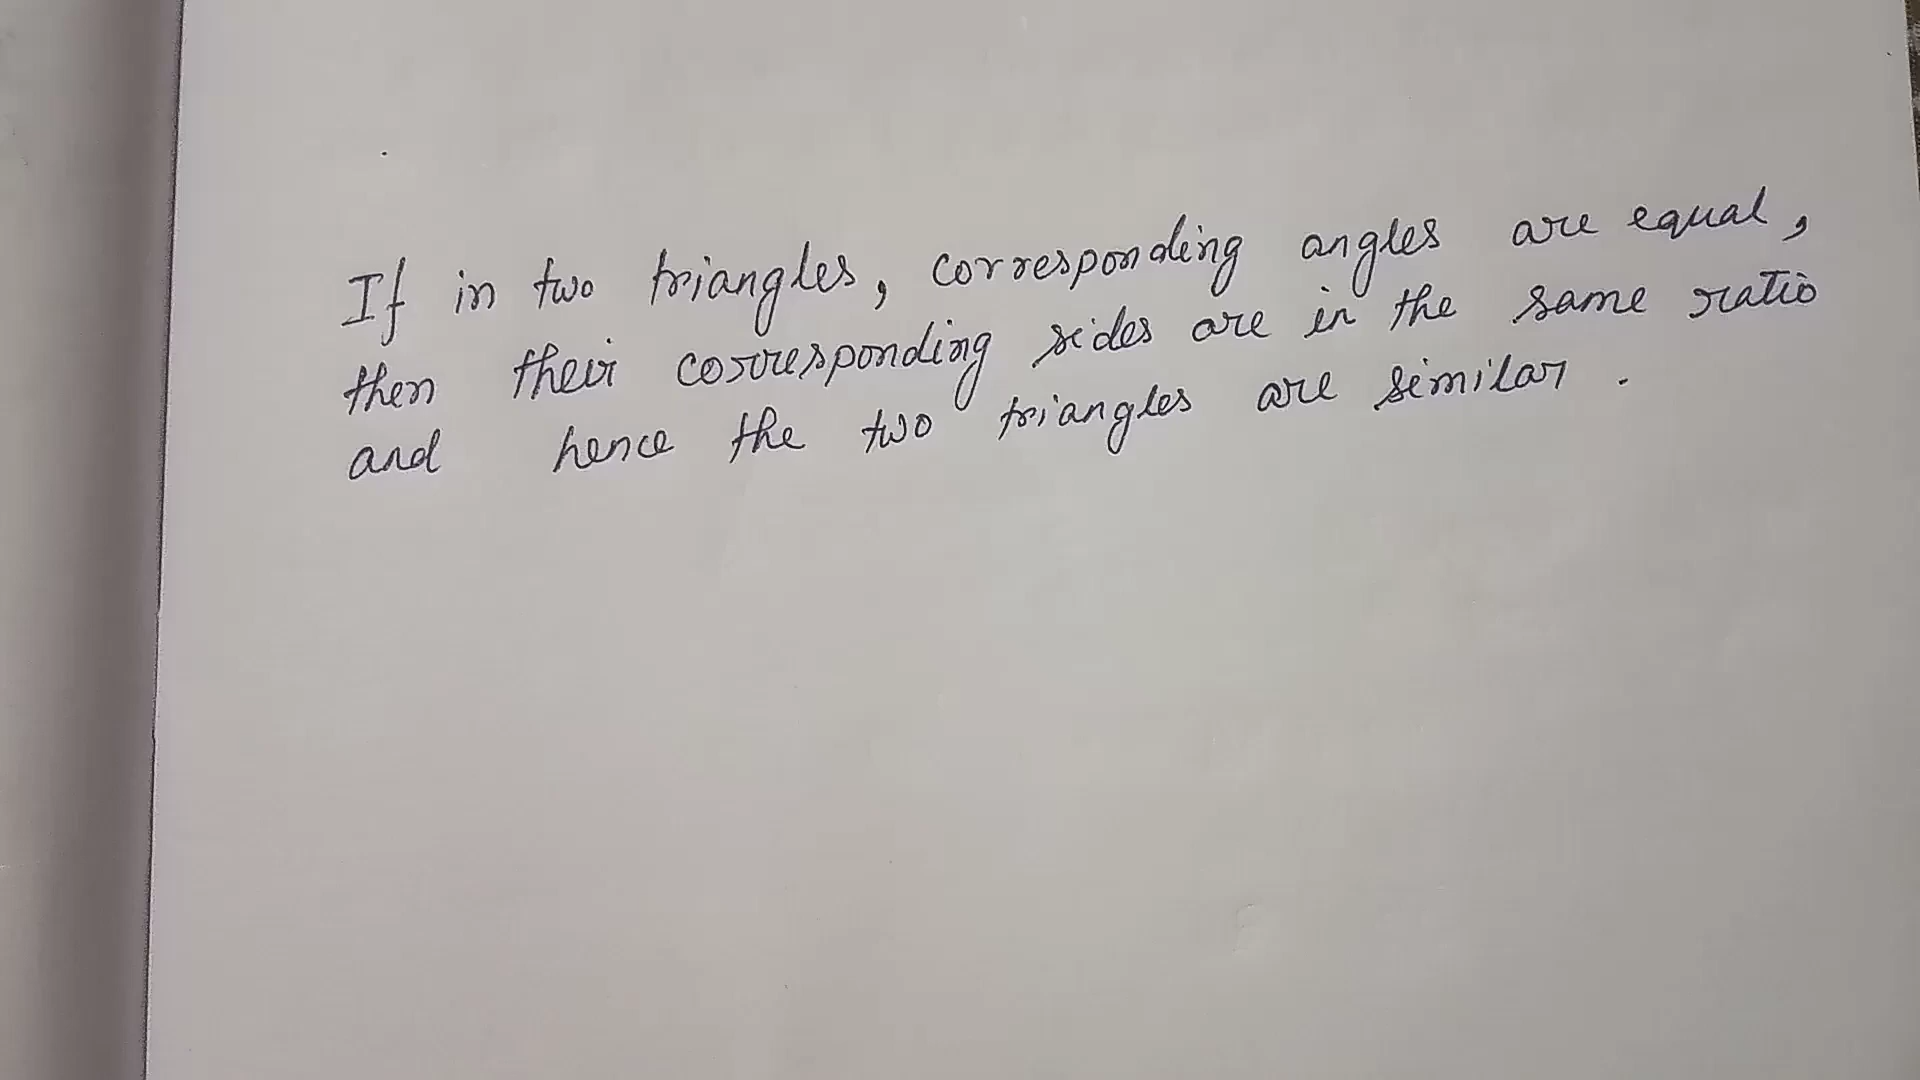 If in two triangles, corresponding angles are equal,
then their corresponding sides are in the same ratio
and hence the two triangles are similar.